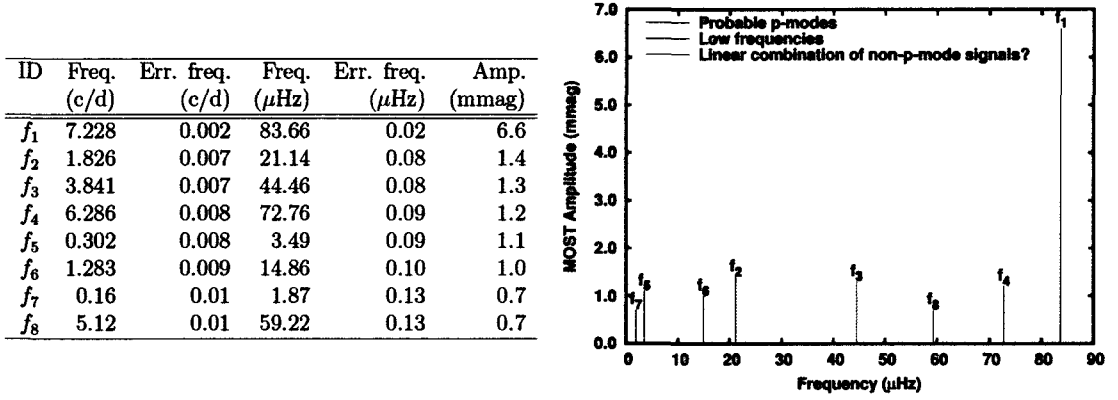 ID Freq. Err. freq. Freq. Err. freq. Amp.
(c/d) (c/d) (μHz) (μHz) (mmag)
f1 7.228 0.002 83.66 0.02 6.6
f2 1.826 0.007 21.14 0.08 1.4
f3 3.841 0.007 44.46 0.08 1.3
f4 6.286 0.008 72.76 0.09 1.2
f5 0.302 0.008 3.49 0.09 1.1
f6 1.283 0.009 14.86 0.10 1.0
f7 0.16 0.01 1.87 0.13 0.7
f8 5.12 0.01 59.22 0.13 0.7
MOST Amplitude (mmag)
7.0
6.0
5.0
4.0
3.0
2.0
1.0
0.0
Probable p-modes
Low frequencies
Linear combination of non-p-mode signals?
f1
f7
f5
f6
f2
f3
f8
f4
0 10 20 30 40 50 60 70 80 90
Frequency (μHz)